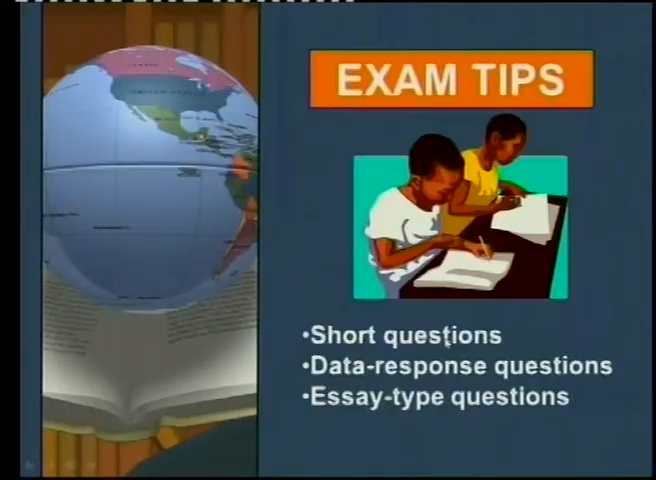 EXAM TIPS
•Short questions
•Data-response questions
•Essay-type questions